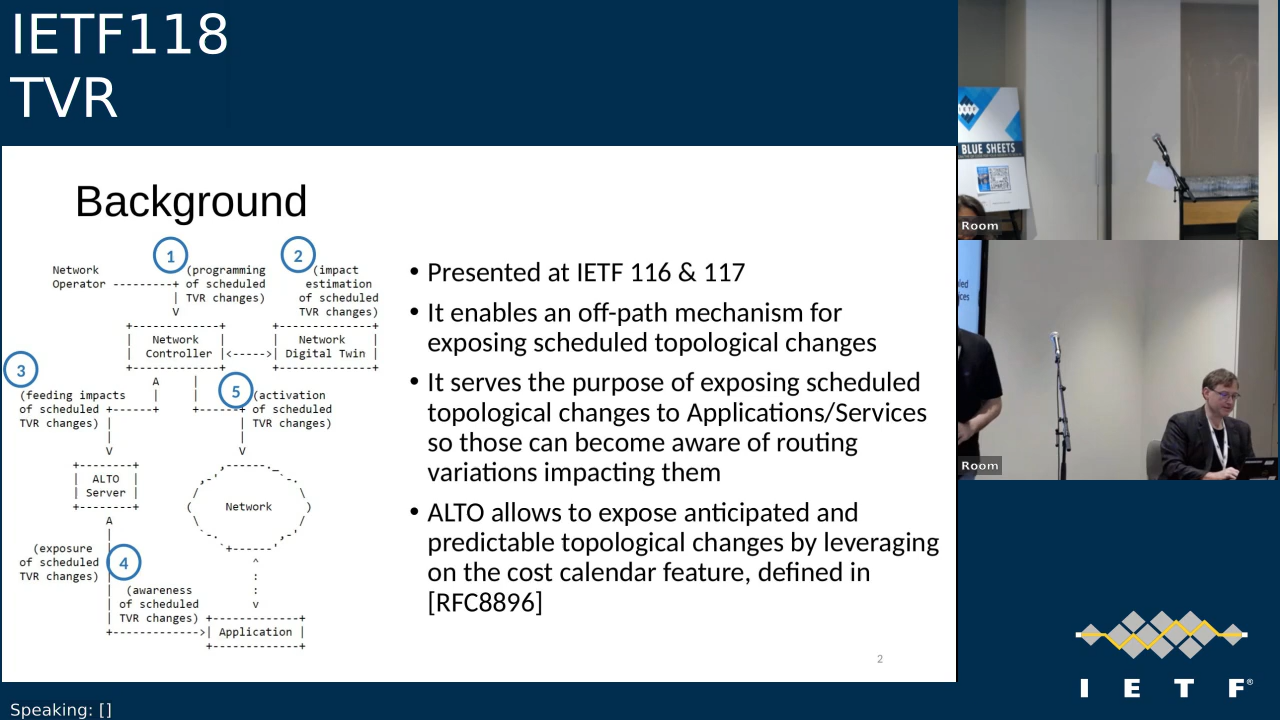 IETF118
TVR
Background
1
2
Network
Operator
(programming
of scheduled
TVR changes)
(impact
estimation
of scheduled
TVR changes)
Network
Controller
Network
Digital Twin
3
5
(feeding impacts
of scheduled
TVR changes)
(activation
of scheduled
TVR changes)
ALTO
Server
Network
(exposure
of scheduled
TVR changes)
4
(awareness
of scheduled
TVR changes)
Application
• Presented at IETF 116 & 117
• It enables an off-path mechanism for
exposing scheduled topological changes
• It serves the purpose of exposing scheduled
topological changes to Applications/Services
so those can become aware of routing
variations impacting them
• ALTO allows to expose anticipated and
predictable topological changes by leveraging
on the cost calendar feature, defined in
[RFC8896]
2
BLUE SHEETS
Room
Room
I E T F®
Speaking: []